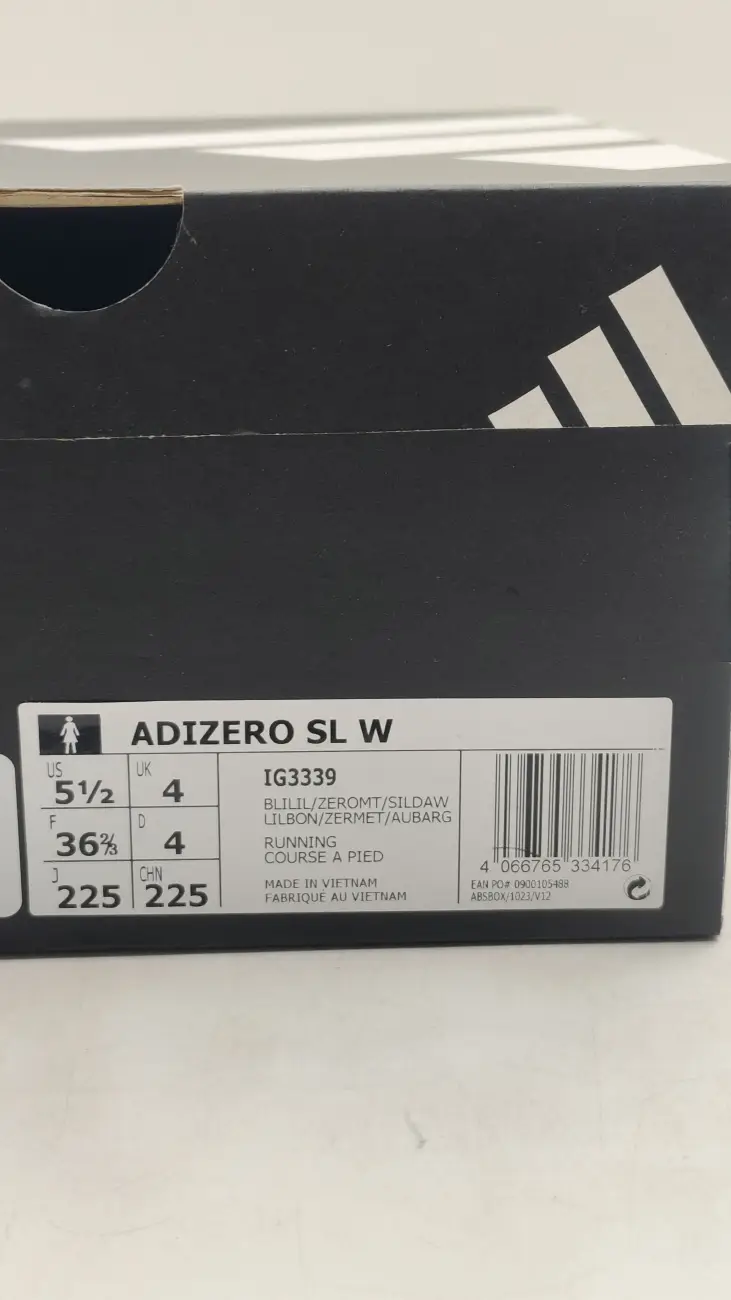 ADIZERO SL W
US
5½
UK
4
F
36⅔
D
4
J
225
CHN
225
IG3339
BLILIL/ZEROMT/SILDAW
LILBON/ZERMET/AUBARG
RUNNING
COURSE A PIED
MADE IN VIETNAM
FABRIQUÉ AU VIETNAM
4 066765 334176
EAN PO# 0900105488
ABSBOX/1023/V12